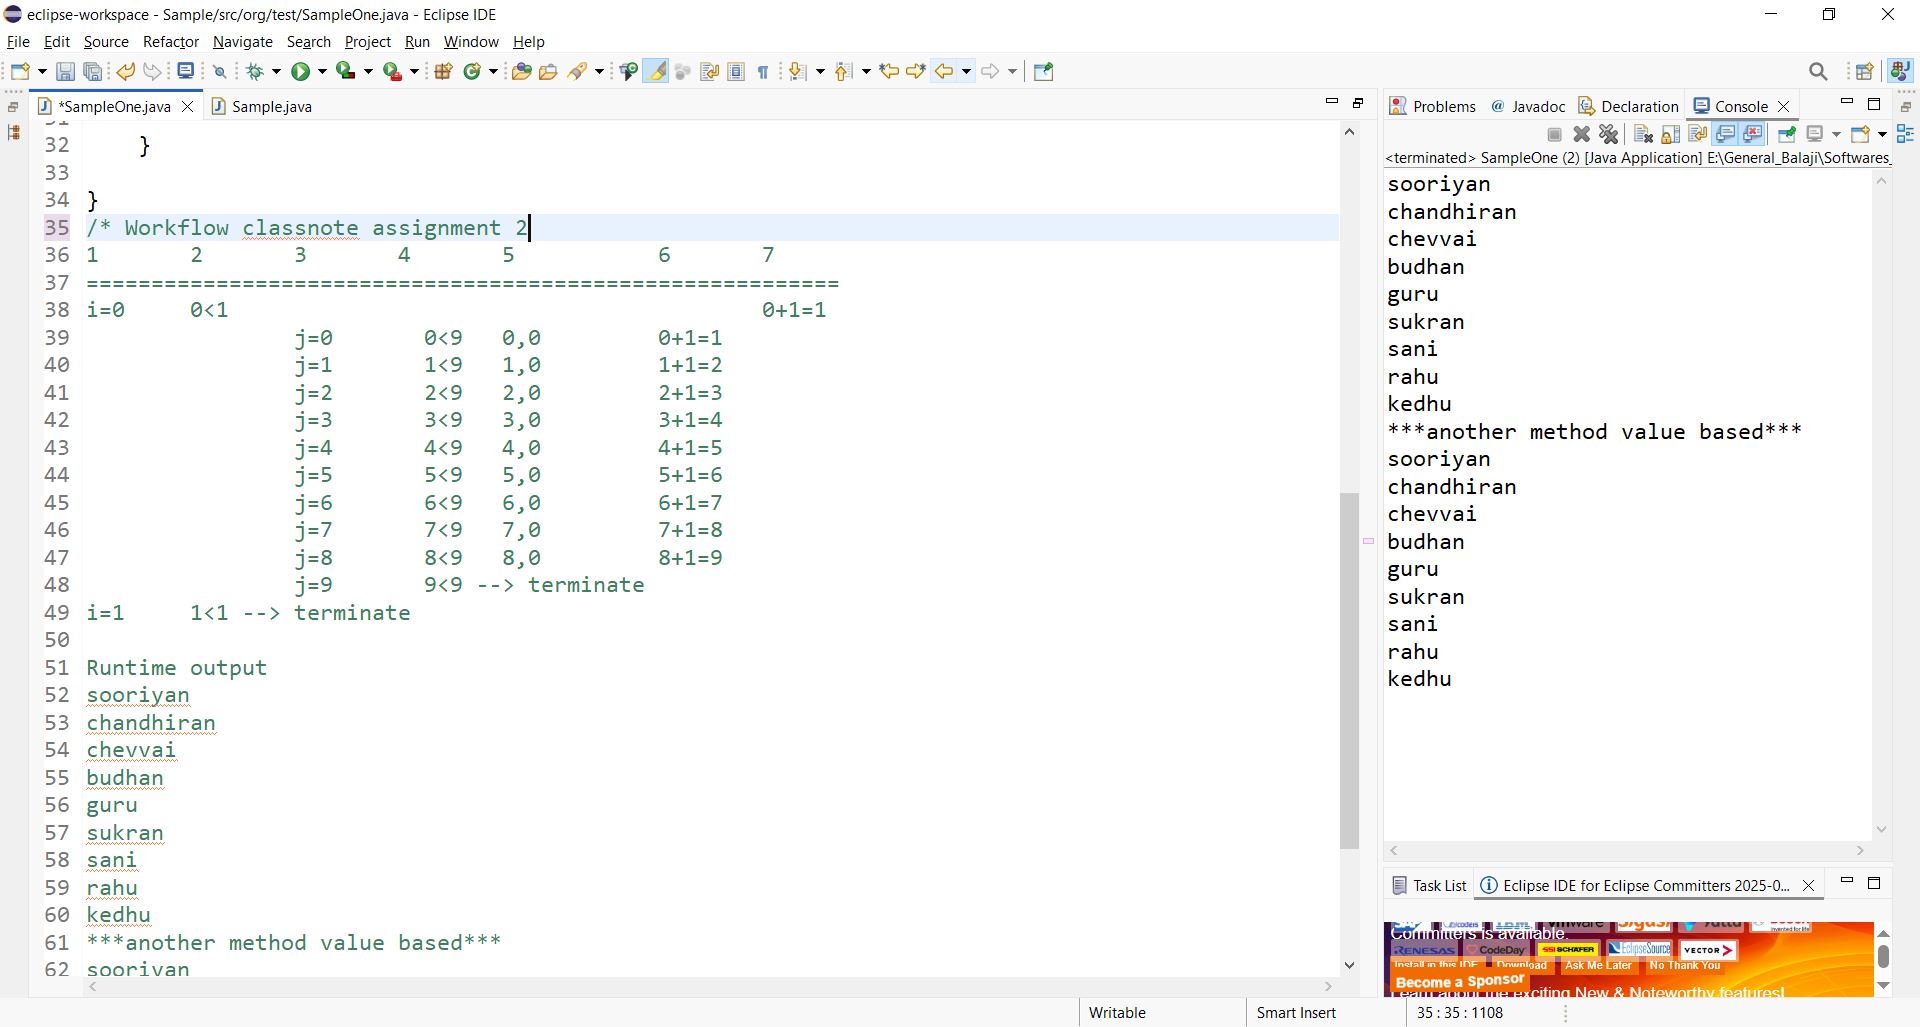 eclipse-workspace - Sample/src/org/test/SampleOne.java - Eclipse IDE
File Edit Source Refactor Navigate Search Project Run Window Help
*SampleOne.java Sample.java
32 }
33
34 }
35 /* Workflow classnote assignment 2
36 1 2 3 4 5 6 7
37 ==========================================================
38 i=0 0<1 0+1=1
39 j=0 0<9 0,0 0+1=1
40 j=1 1<9 1,0 1+1=2
41 j=2 2<9 2,0 2+1=3
42 j=3 3<9 3,0 3+1=4
43 j=4 4<9 4,0 4+1=5
44 j=5 5<9 5,0 5+1=6
45 j=6 6<9 6,0 6+1=7
46 j=7 7<9 7,0 7+1=8
47 j=8 8<9 8,0 8+1=9
48 j=9 9<9 --> terminate
49 i=1 1<1 --> terminate
50
51 Runtime output
52 sooriyan
53 chandhiran
54 chevvai
55 budhan
56 guru
57 sukran
58 sani
59 rahu
60 kedhu
61 ***another method value based***
62 sooriyan
Problems Javadoc Declaration Console
<terminated> SampleOne (2) [Java Application] E:\General_Balaji\Softwares_
sooriyan
chandhiran
chevvai
budhan
guru
sukran
sani
rahu
kedhu
***another method value based***
sooriyan
chandhiran
chevvai
budhan
guru
sukran
sani
rahu
kedhu
Task List Eclipse IDE for Eclipse Committers 2025-0...
Committers is available.
RENESAS CodeDay SSI SCHÄFER EclipseSource VECTOR
Install in this IDE Download Ask Me Later No Thank You
Become a Sponsor
Learn about the exciting New & Noteworthy features!
Writable Smart Insert 35 : 35 : 1108